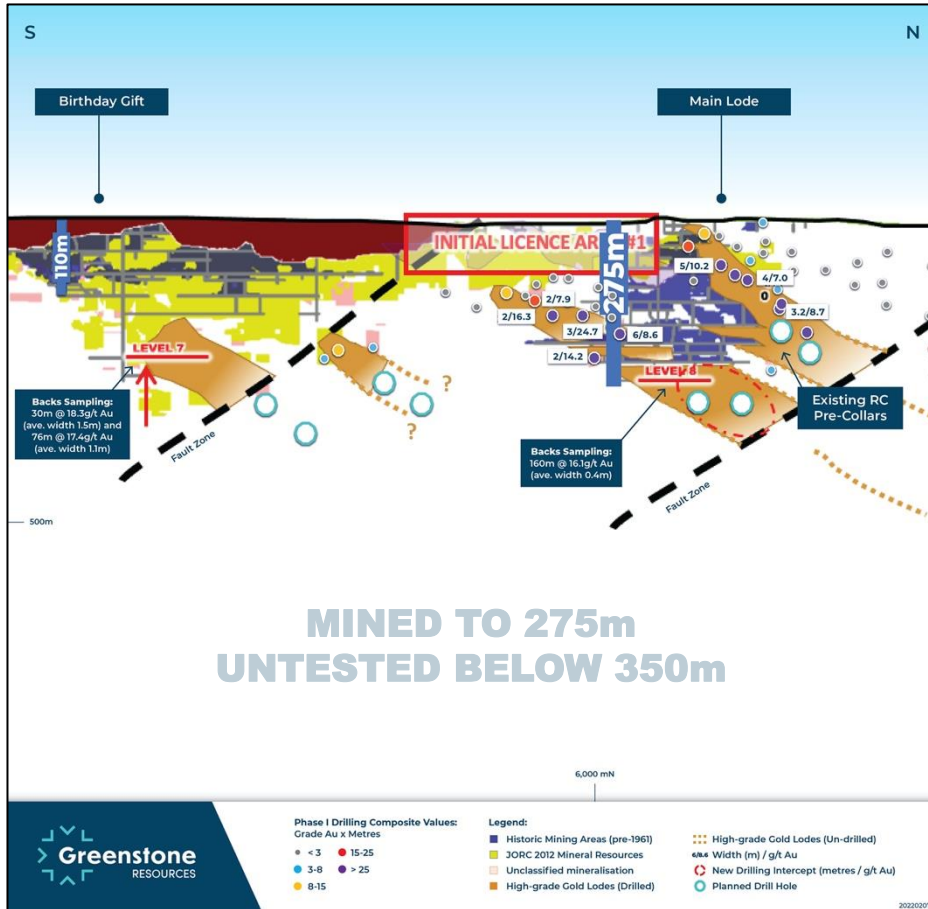 S
N
Birthday Gift
Main Lode
110m
INITIAL LICENCE AR #1
275m
5/10.2
4/7.0
2/7.9
2/16.3
3.2/8.7
3/24.7
6/8.6
2/14.2
LEVEL 7
LEVEL 8
Backs Sampling:
30m @ 18.3g/t Au
(ave. width 1.5m) and
76m @ 17.4g/t Au
(ave. width 1.1m)
?
?
Existing RC
Pre-Collars
Backs Sampling:
160m @ 16.1g/t Au
(ave. width 0.4m)
Fault Zone
Fault Zone
500m
MINED TO 275m
UNTESTED BELOW 350m
6,000 mN
Greenstone
RESOURCES
Phase I Drilling Composite Values:
Grade Au x Metres
< 3
3-8
8-15
15-25
> 25
Legend:
Historic Mining Areas (pre-1961)
JORC 2012 Mineral Resources
Unclassified mineralisation
High-grade Gold Lodes (Drilled)
High-grade Gold Lodes (Un-drilled)
6/8.6 Width (m) / g/t Au
New Drilling Intercept (metres / g/t Au)
Planned Drill Hole